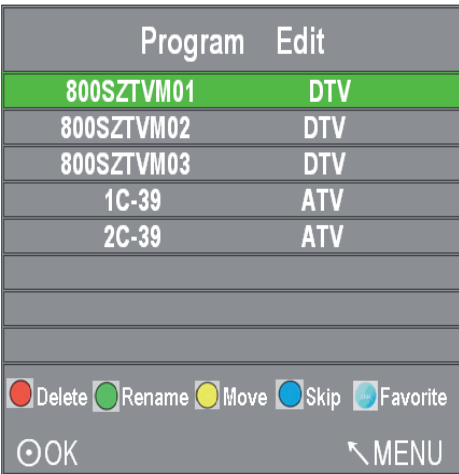 Program Edit
800SZTVM01 DTV
800SZTVM02 DTV
800SZTVM03 DTV
1C-39 ATV
2C-39 ATV
Delete Rename Move Skip Favorite
OK MENU